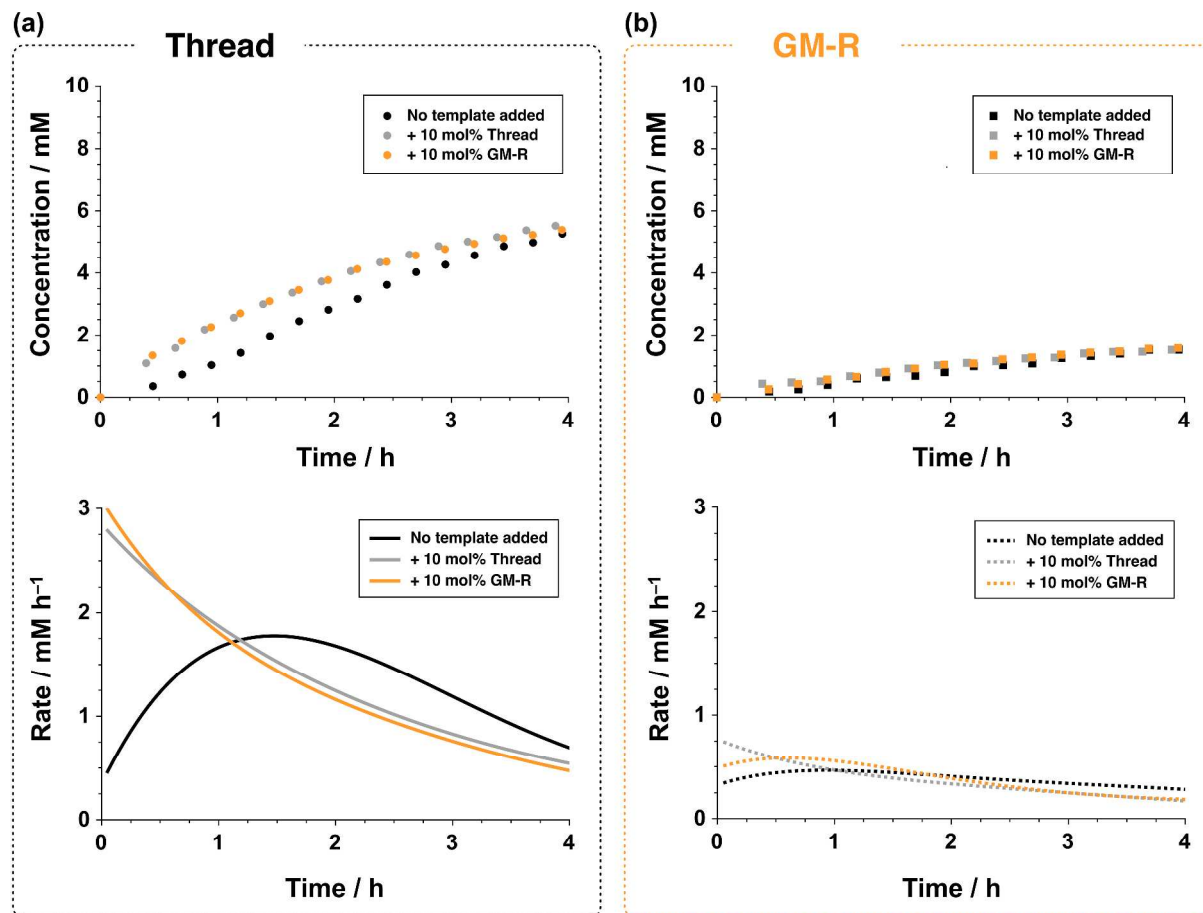 (a)
Thread
10
8
6
4
2
0
Concentration / mM
No template added
+ 10 mol% Thread
+ 10 mol% GM-R
0
1
2
3
4
Time / h
3
2
1
0
Rate / mM h⁻¹
No template added
+ 10 mol% Thread
+ 10 mol% GM-R
0
1
2
3
4
Time / h
(b)
GM-R
10
8
6
4
2
0
Concentration / mM
No template added
+ 10 mol% Thread
+ 10 mol% GM-R
0
1
2
3
4
Time / h
3
2
1
0
Rate / mM h⁻¹
No template added
+ 10 mol% Thread
+ 10 mol% GM-R
0
1
2
3
4
Time / h